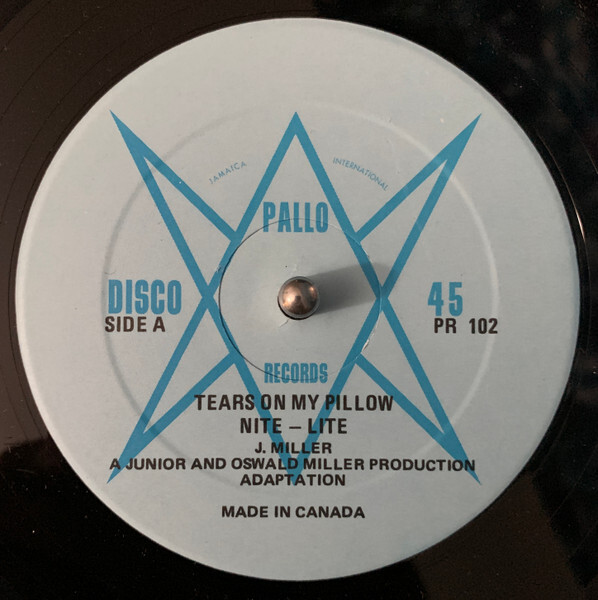 JAMAICA INTERNATIONAL
PALLO
DISCO 45
SIDE A PR 102
RECORDS
TEARS ON MY PILLOW
NITE – LITE
J. MILLER
A JUNIOR AND OSWALD MILLER PRODUCTION
ADAPTATION
MADE IN CANADA